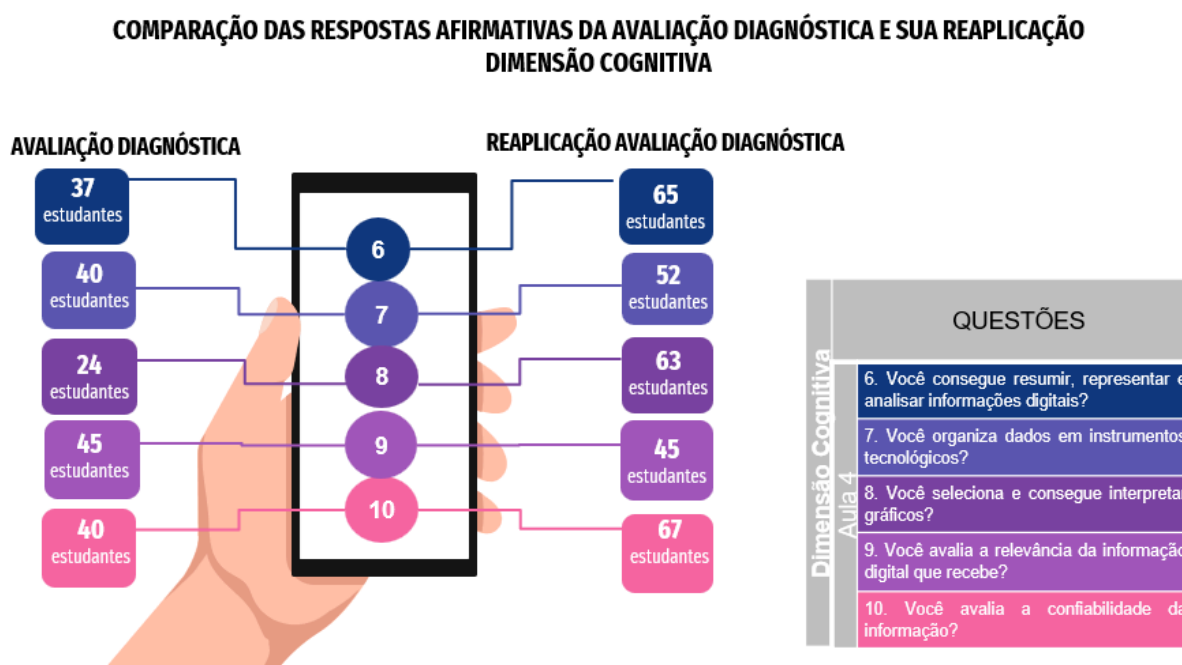 COMPARAÇÃO DAS RESPOSTAS AFIRMATIVAS DA AVALIAÇÃO DIAGNÓSTICA E SUA REAPLICAÇÃO
DIMENSÃO COGNITIVA
AVALIAÇÃO DIAGNÓSTICA
37
estudantes
40
estudantes
24
estudantes
45
estudantes
40
estudantes
6
7
8
9
10
REAPLICAÇÃO AVALIAÇÃO DIAGNÓSTICA
65
estudantes
52
estudantes
63
estudantes
45
estudantes
67
estudantes
Dimensão Cognitiva
Aula 4
QUESTÕES
6. Você consegue resumir, representar e
analisar informações digitais?
7. Você organiza dados em instrumentos
tecnológicos?
8. Você seleciona e consegue interpretar
gráficos?
9. Você avalia a relevância da informação
digital que recebe?
10. Você avalia a confiabilidade da
informação?